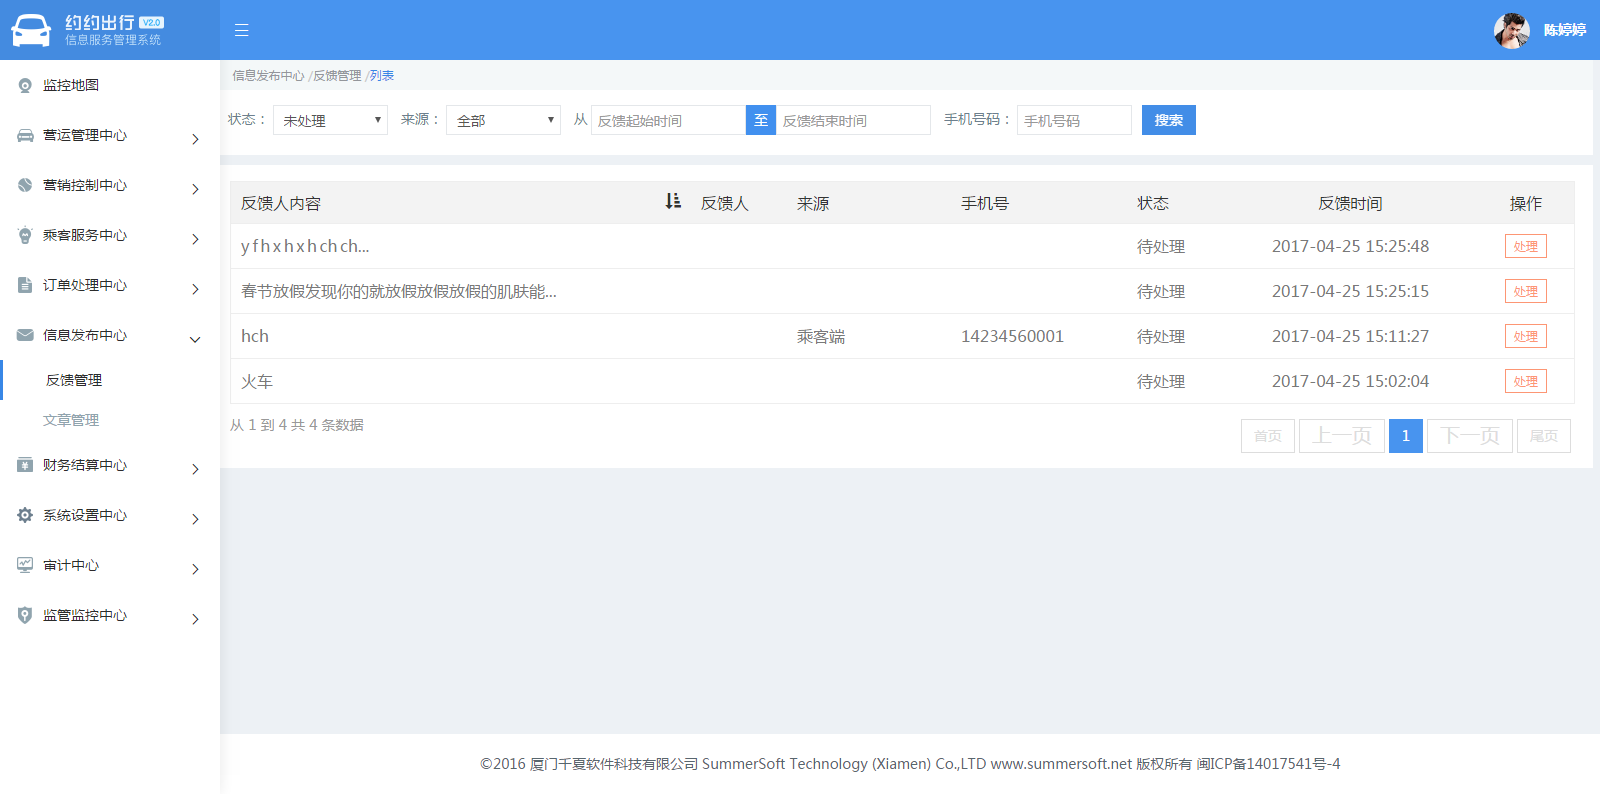 约约出行 V2.0
信息服务管理系统
陈婷婷
监控地图
营运管理中心
营销控制中心
乘客服务中心
订单处理中心
信息发布中心
反馈管理
文章管理
财务结算中心
系统设置中心
审计中心
监管监控中心
信息发布中心 /反馈管理 /列表
状态： 未处理 来源： 全部 从 反馈起始时间 至 反馈结束时间 手机号码： 手机号码 搜索
反馈人内容 反馈人 来源 手机号 状态 反馈时间 操作
y f h x h x h ch ch... 待处理 2017-04-25 15:25:48 处理
春节放假发现你的就放假放假放假的肌肤能... 待处理 2017-04-25 15:25:15 处理
hch 乘客端 14234560001 待处理 2017-04-25 15:11:27 处理
火车 待处理 2017-04-25 15:02:04 处理
从 1 到 4 共 4 条数据
首页 上一页 1 下一页 尾页
©2016 厦门千夏软件科技有限公司 SummerSoft Technology (Xiamen) Co.,LTD www.summersoft.net 版权所有 闽ICP备14017541号-4